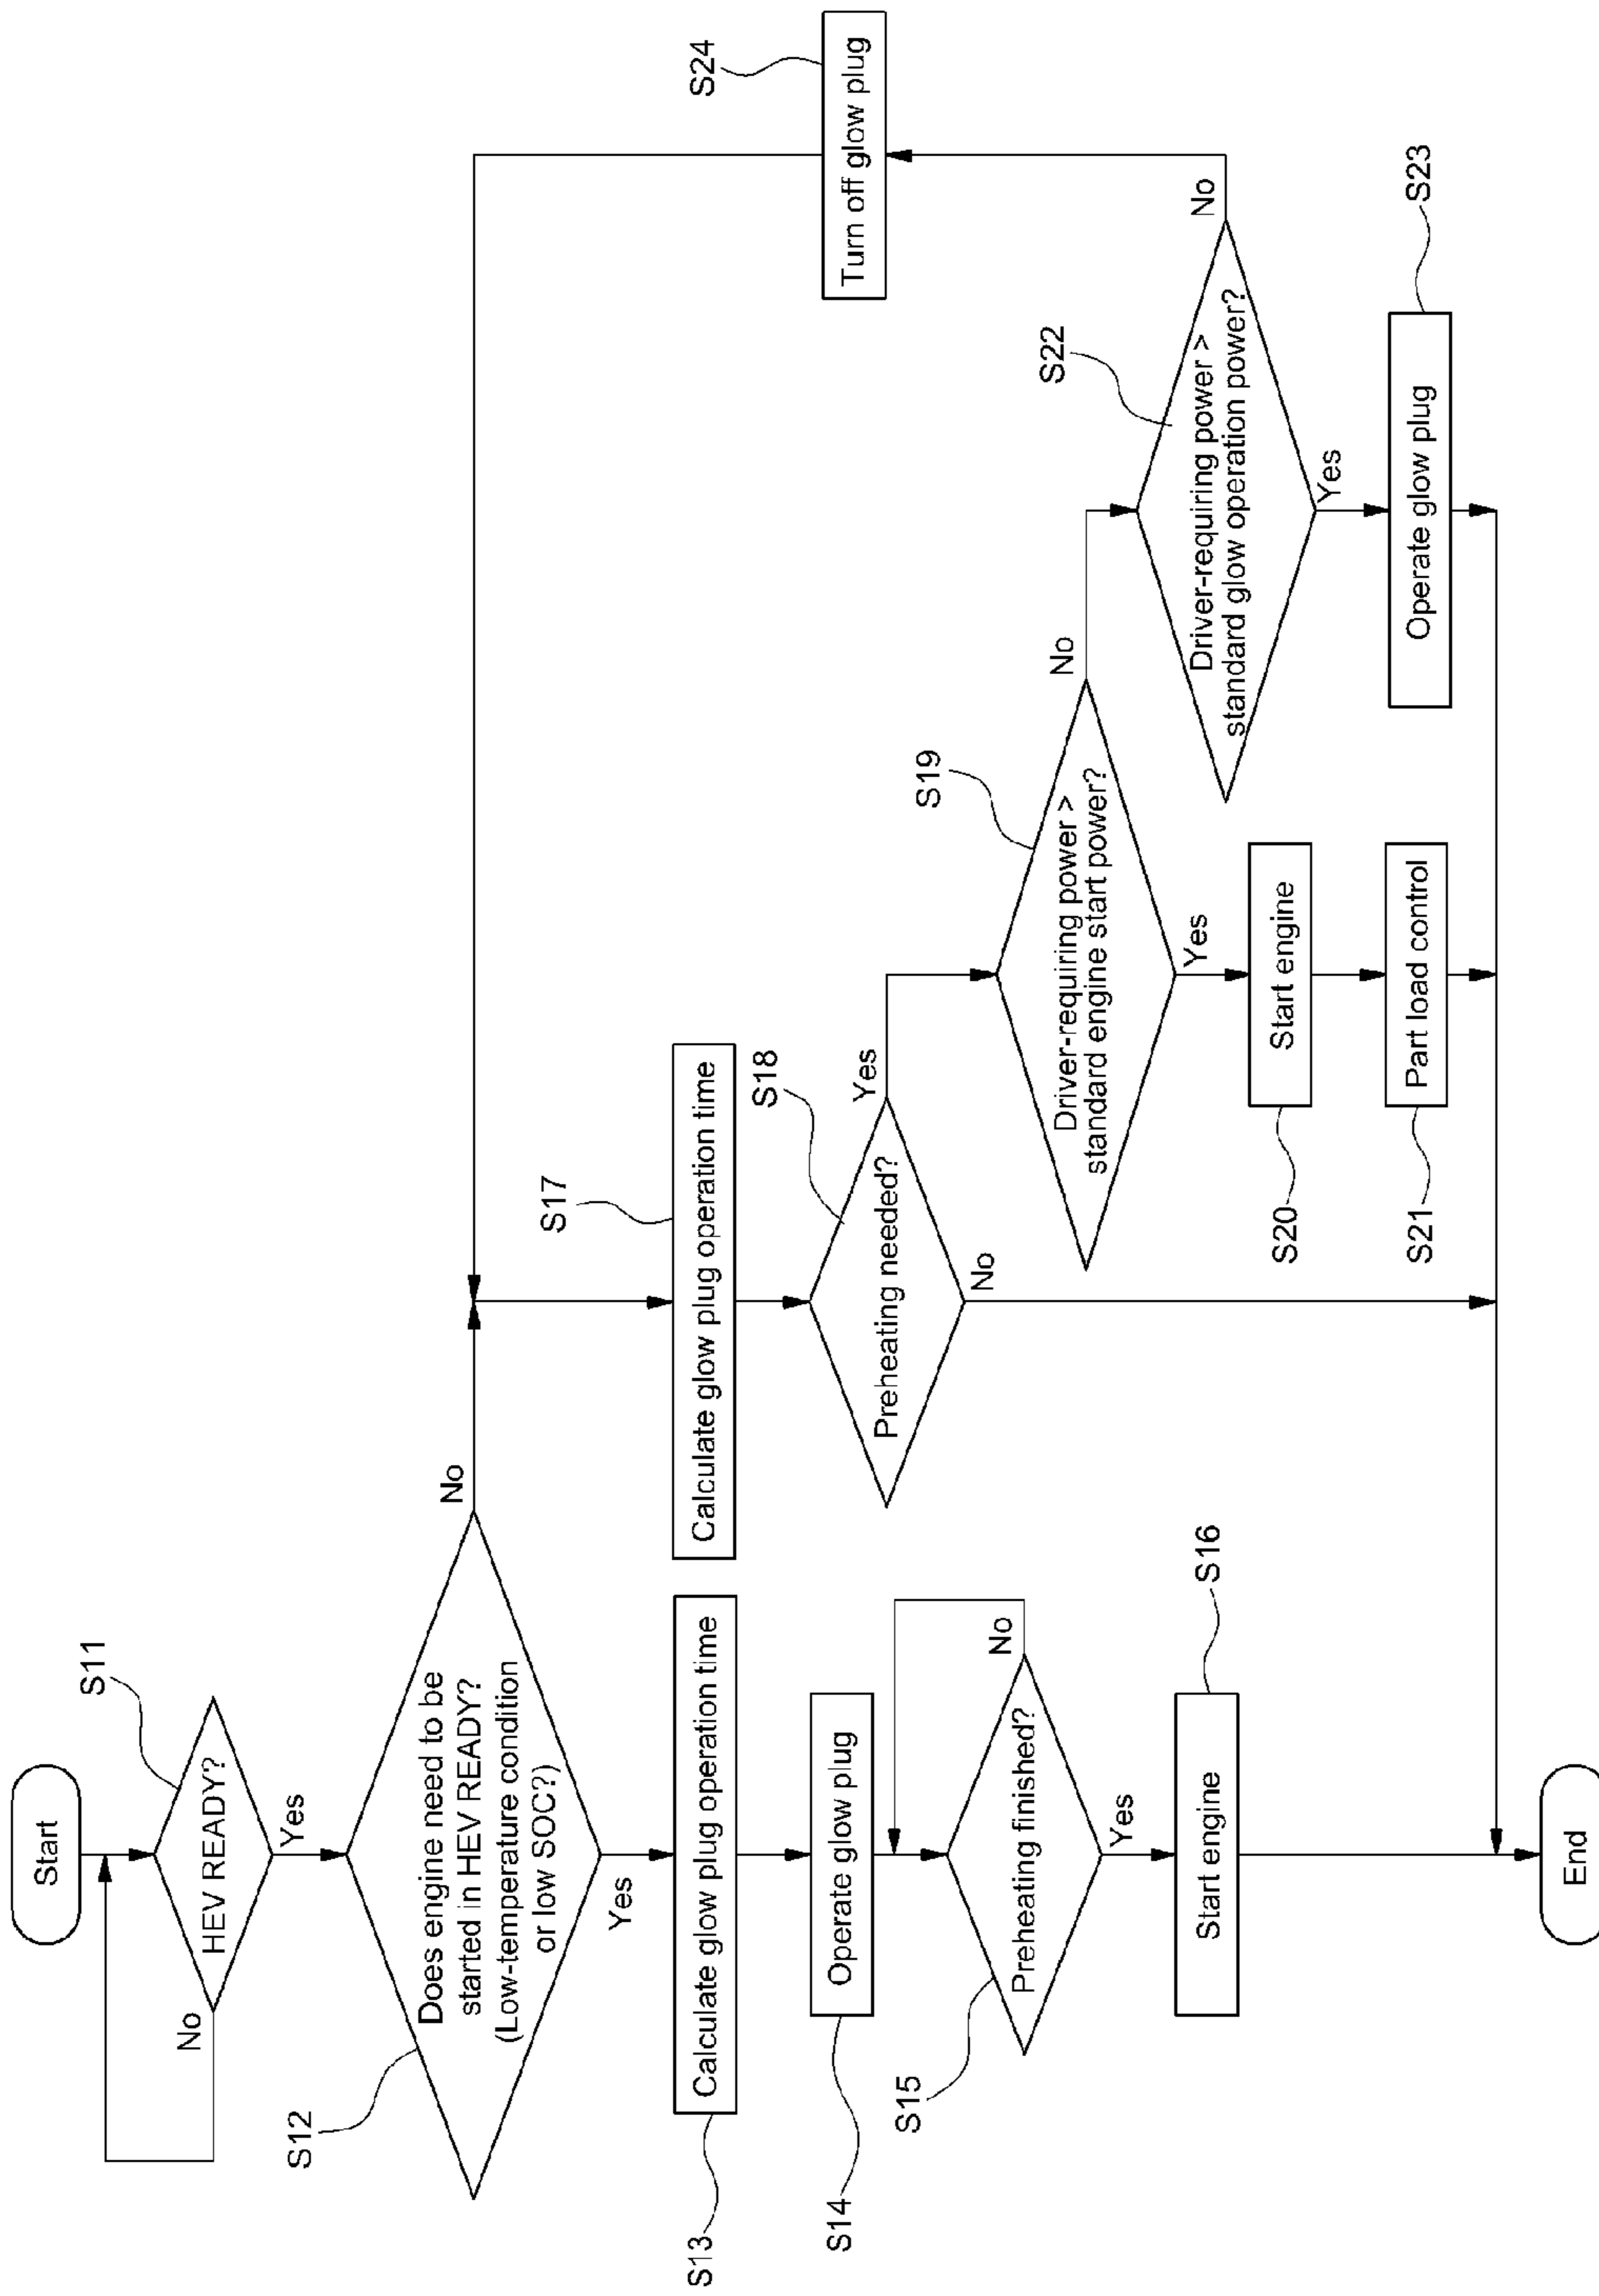 Start
S11
HEV READY?
No
Yes
S12
Does engine need to be
started in HEV READY?
(Low-temperature condition
or low SOC?)
No
Yes
S13
Calculate glow plug operation time
S14
Operate glow plug
S15
Preheating finished?
No
Yes
S16
Start engine
S17
Calculate glow plug operation time
S18
Preheating needed?
Yes
No
S19
Driver-requiring power >
standard engine start power?
No
Yes
S20
Start engine
S21
Part load control
S22
Driver-requiring power >
standard glow operation power?
No
Yes
S23
Operate glow plug
S24
Turn off glow plug
End